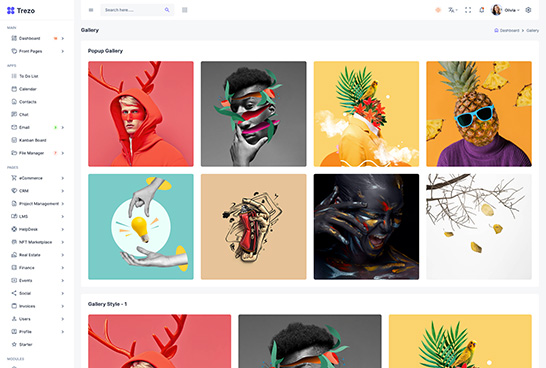 Trezo
Search here.....
Olivia
MAIN
Dashboard
Front Pages
APPS
To Do List
Calendar
Contacts
Chat
Email
Kanban Board
File Manager
PAGES
eCommerce
CRM
Project Management
LMS
HelpDesk
NFT Marketplace
Real Estate
Finance
Events
Social
Invoices
Users
Profile
Starter
MODULES
Gallery
Dashboard
Gallery
Popup Gallery
Gallery Style - 1